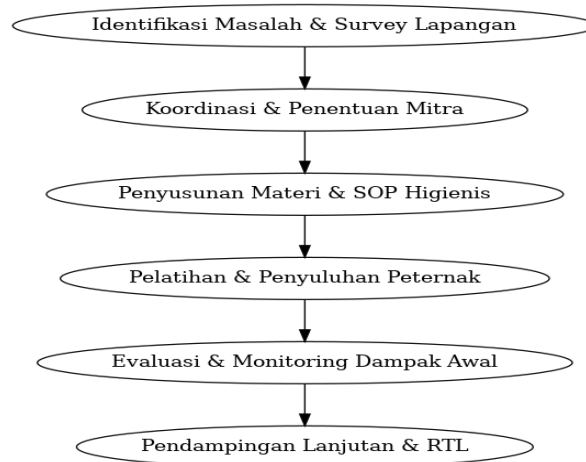 Identifikasi Masalah & Survey Lapangan
Koordinasi & Penentuan Mitra
Penyusunan Materi & SOP Higienis
Pelatihan & Penyuluhan Peternak
Evaluasi & Monitoring Dampak Awal
Pendampingan Lanjutan & RTL